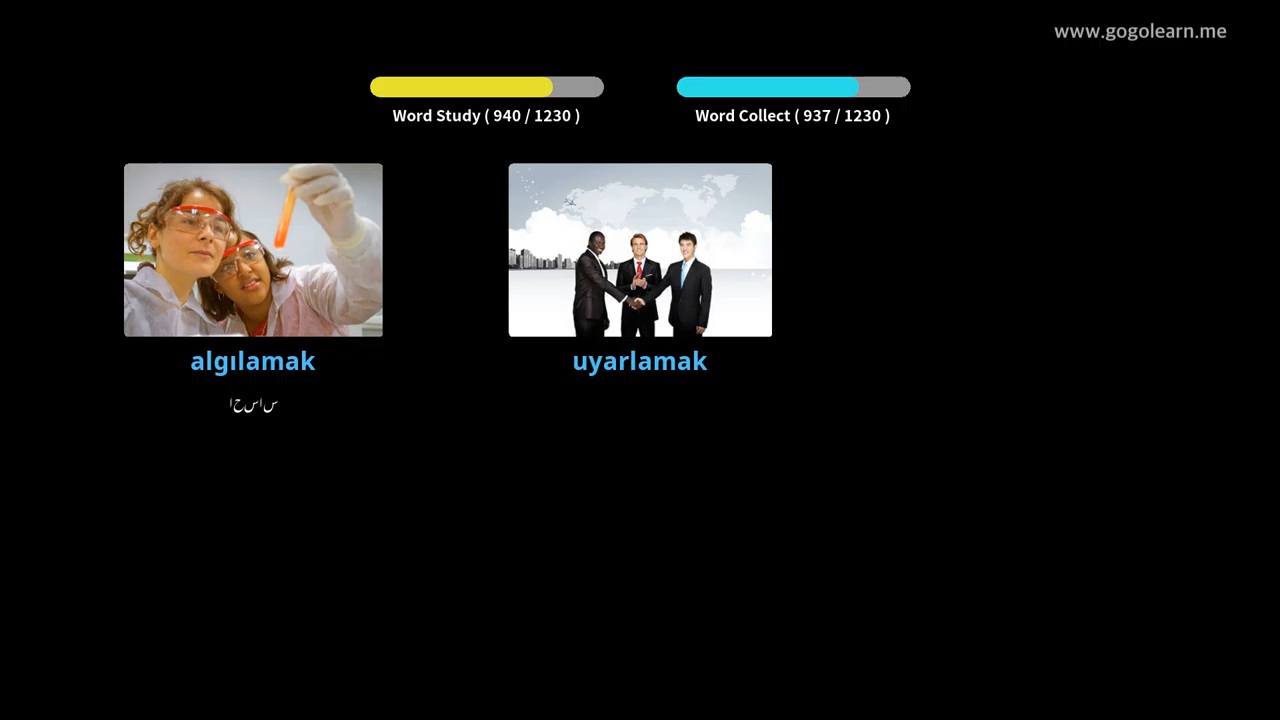 www.gogolearn.me
Word Study ( 940 / 1230 )
Word Collect ( 937 / 1230 )
algılamak
uyarlamak
احساس